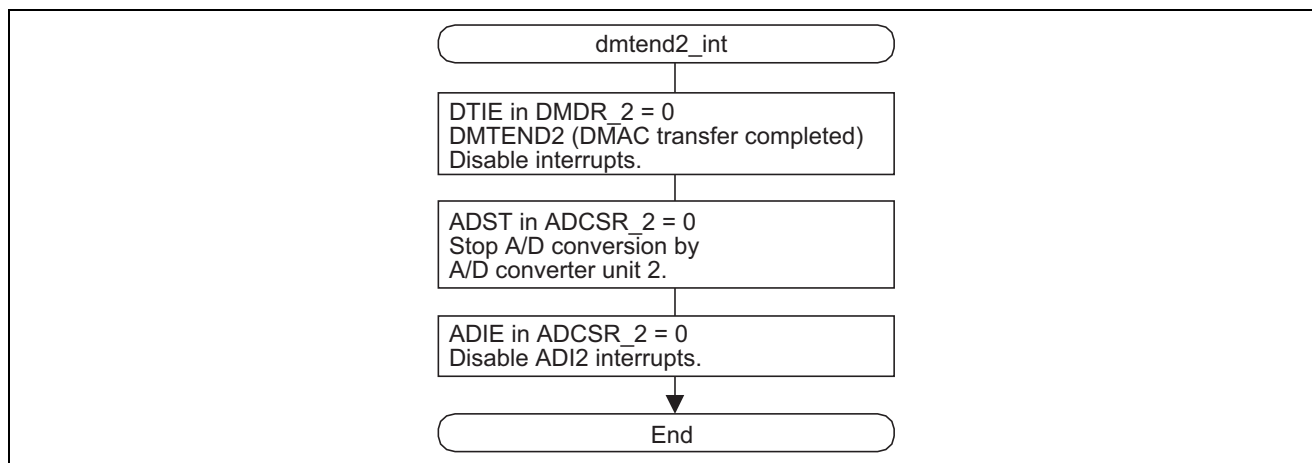 dmtend2_int
DTIE in DMDR_2 = 0
DMTEND2 (DMAC transfer completed)
Disable interrupts.
ADST in ADCSR_2 = 0
Stop A/D conversion by
A/D converter unit 2.
ADIE in ADCSR_2 = 0
Disable ADI2 interrupts.
End